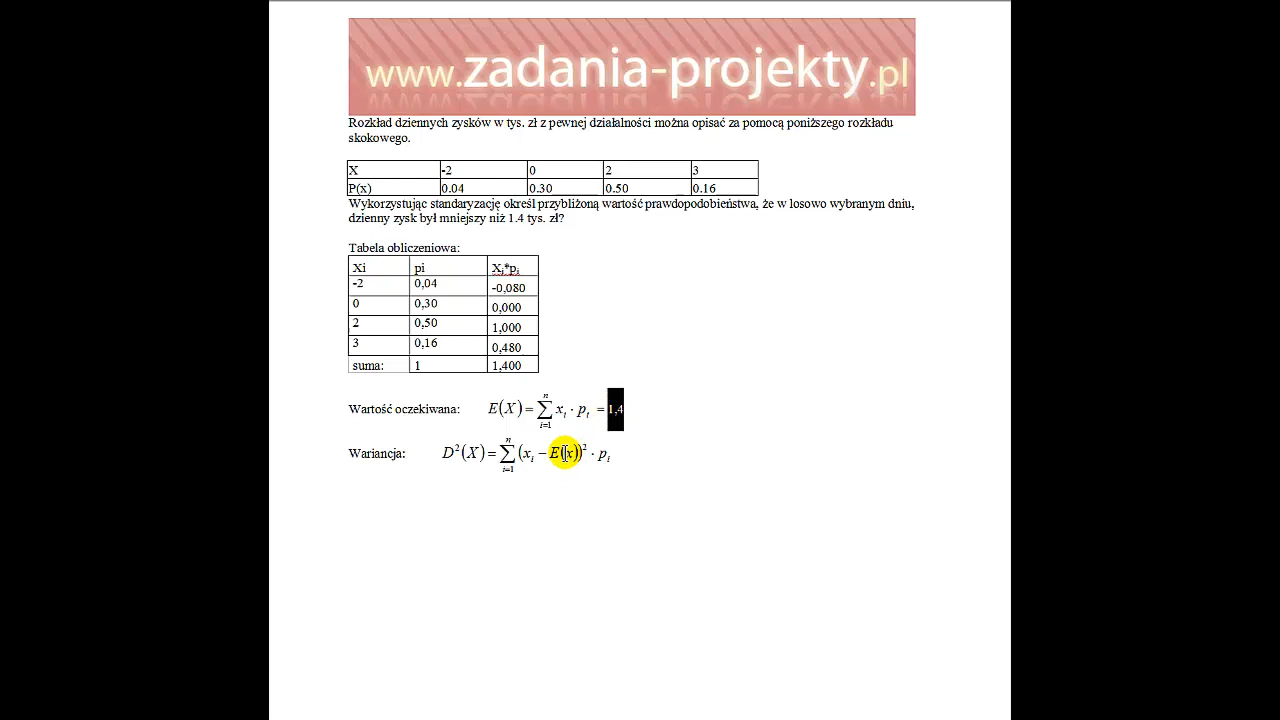 www.zadania-projekty.pl
Rozkład dziennych zysków w tys. zł z pewnej działalności można opisać za pomocą poniższego rozkładu
skokowego.
X -2 0 2 3
P(x) 0.04 0.30 0.50 0.16
Wykorzystując standaryzację określ przybliżoną wartość prawdopodobieństwa, że w losowo wybranym dniu,
dzienny zysk był mniejszy niż 1.4 tys. zł?
Tabela obliczeniowa:
Xi pi Xᵢ*pᵢ
-2 0,04 -0,080
0 0,30 0,000
2 0,50 1,000
3 0,16 0,480
suma: 1 1,400
Wartość oczekiwana: E(X) = ∑ⁿᵢ₌₁ xᵢ · pᵢ = 1,4
Wariancja: D²(X) = ∑ⁿᵢ₌₁ (xᵢ − E(x))² · pᵢ